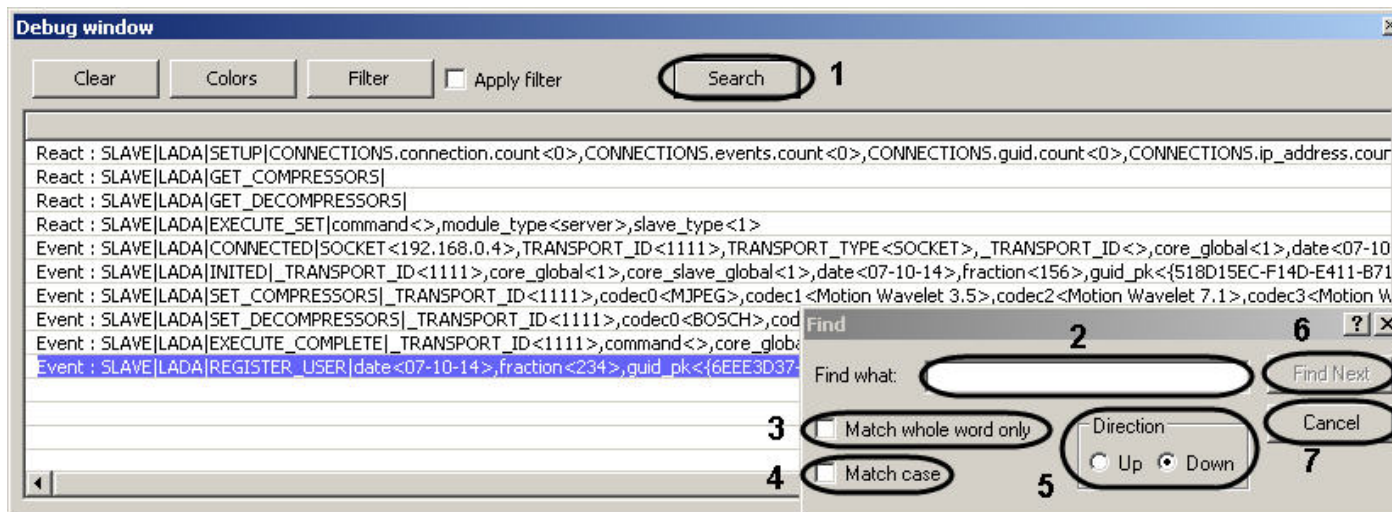 Debug window
Clear Colors Filter Apply filter Search 1
React : SLAVE|LADA|SETUP|CONNECTIONS.connection.count<0>,CONNECTIONS.events.count<0>,CONNECTIONS.guid.count<0>,CONNECTIONS.ip_address.coun
React : SLAVE|LADA|GET_COMPRESSORS|
React : SLAVE|LADA|GET_DECOMPRESSORS|
React : SLAVE|LADA|EXECUTE_SET|command<>,module_type<server>,slave_type<1>
Event : SLAVE|LADA|CONNECTED|SOCKET<192.168.0.4>,TRANSPORT_ID<1111>,TRANSPORT_TYPE<SOCKET>,_TRANSPORT_ID<>,core_global<1>,date<07-10
Event : SLAVE|LADA|INITED|_TRANSPORT_ID<1111>,core_global<1>,core_slave_global<1>,date<07-10-14>,fraction<156>,guid_pk<{518D15EC-F14D-E411-B71
Event : SLAVE|LADA|SET_COMPRESSORS|_TRANSPORT_ID<1111>,codec0<MJPEG>,codec1<Motion Wavelet 3.5>,codec2<Motion Wavelet 7.1>,codec3<Motion W
Event : SLAVE|LADA|SET_DECOMPRESSORS|_TRANSPORT_ID<1111>,codec0<BOSCH>,cod
Event : SLAVE|LADA|EXECUTE_COMPLETE|_TRANSPORT_ID<1111>,command<>,core_globa
Event : SLAVE|LADA|REGISTER_USER|date<07-10-14>,fraction<234>,guid_pk<{6EEE3D37-
Find
2 6
Find what: Find Next
3 Match whole word only Direction Cancel
4 Match case 5 Up Down 7